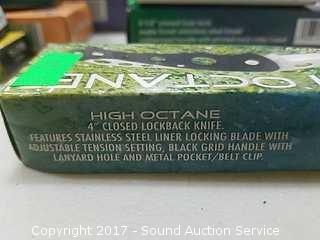 OCTANE
HIGH OCTANE
4" CLOSED LOCKBACK KNIFE.
FEATURES STAINLESS STEEL LINER LOCKING BLADE WITH
ADJUSTABLE TENSION SETTING, BLACK GRID HANDLE WITH
LANYARD HOLE AND METAL POCKET/BELT CLIP.
Copyright 2017 - Sound Auction Service